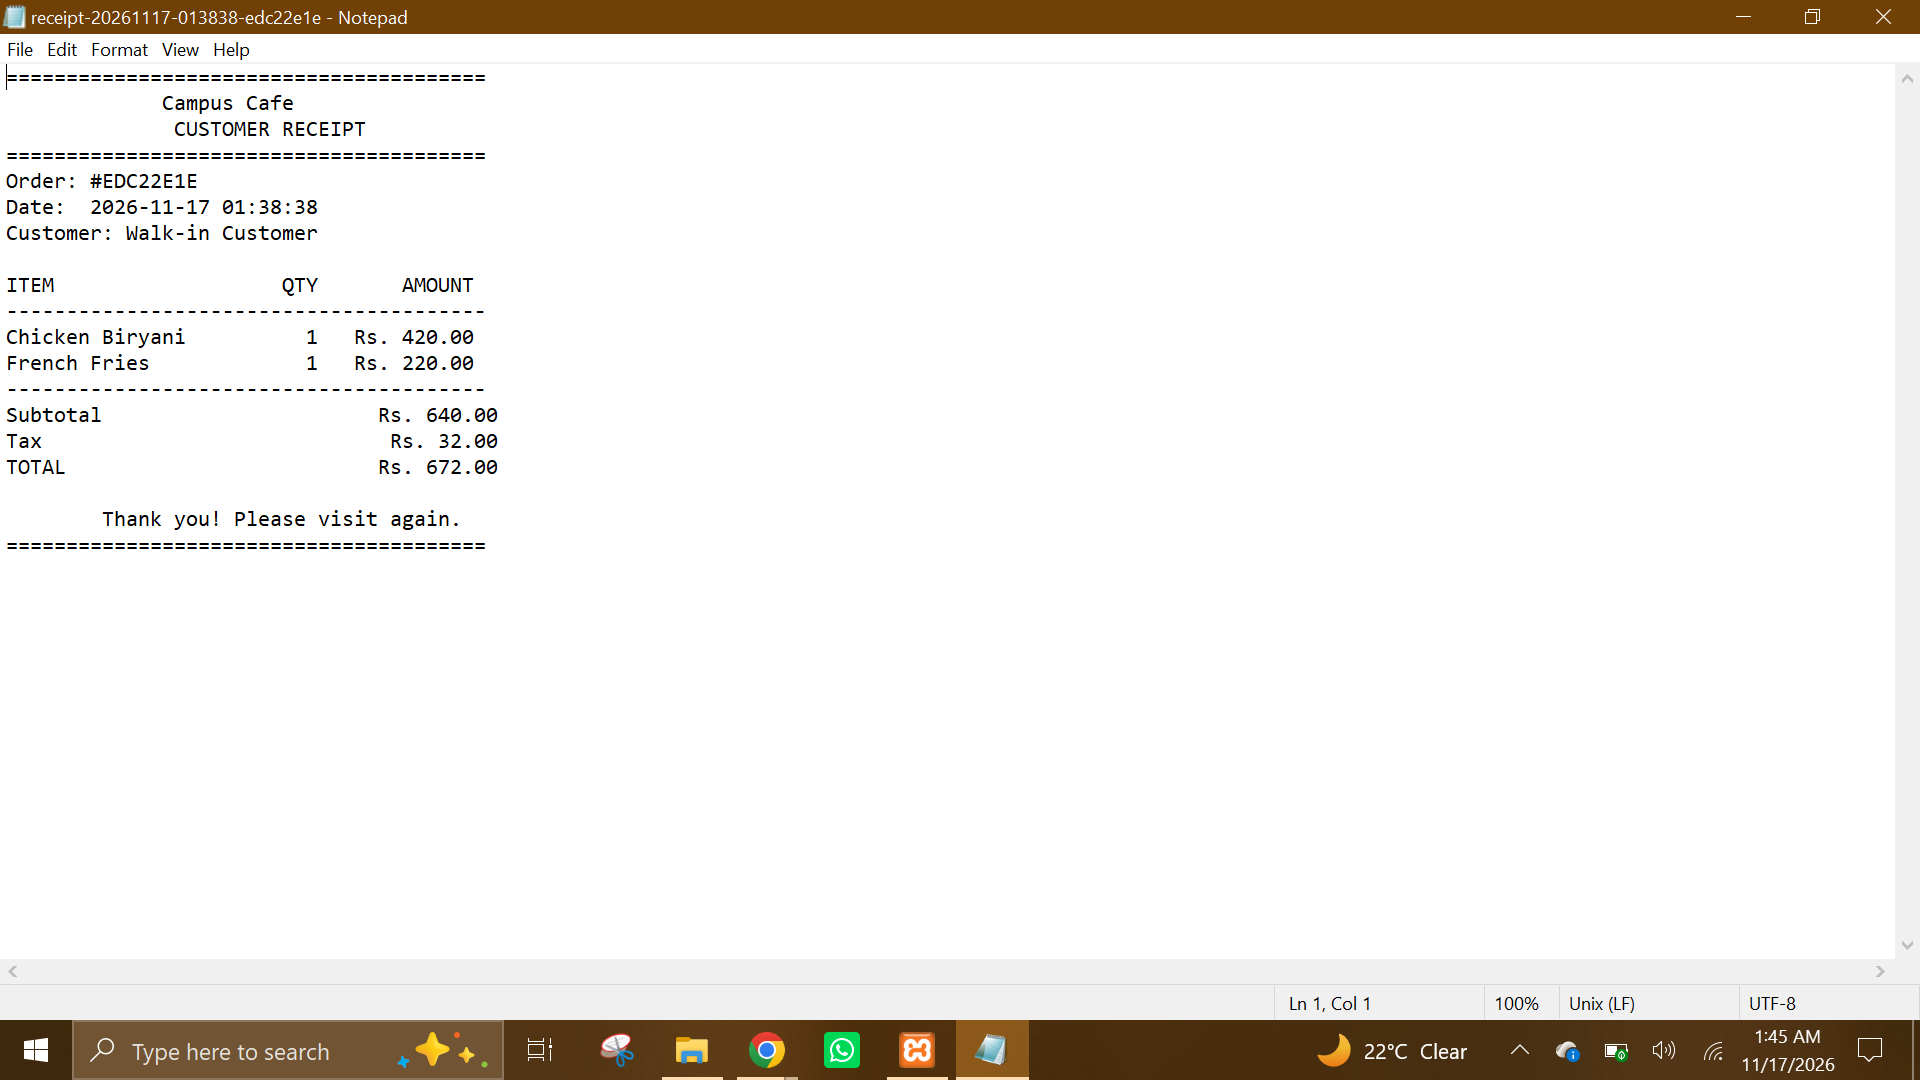 receipt-20261117-013838-edc22e1e - Notepad
File Edit Format View Help
========================================
             Campus Cafe
              CUSTOMER RECEIPT
========================================
Order: #EDC22E1E
Date:  2026-11-17 01:38:38
Customer: Walk-in Customer

ITEM                   QTY       AMOUNT
----------------------------------------
Chicken Biryani          1   Rs. 420.00
French Fries             1   Rs. 220.00
----------------------------------------
Subtotal                       Rs. 640.00
Tax                             Rs. 32.00
TOTAL                          Rs. 672.00

        Thank you! Please visit again.
========================================
Ln 1, Col 1 100% Unix (LF) UTF-8
Type here to search
22°C Clear
1:45 AM
11/17/2026